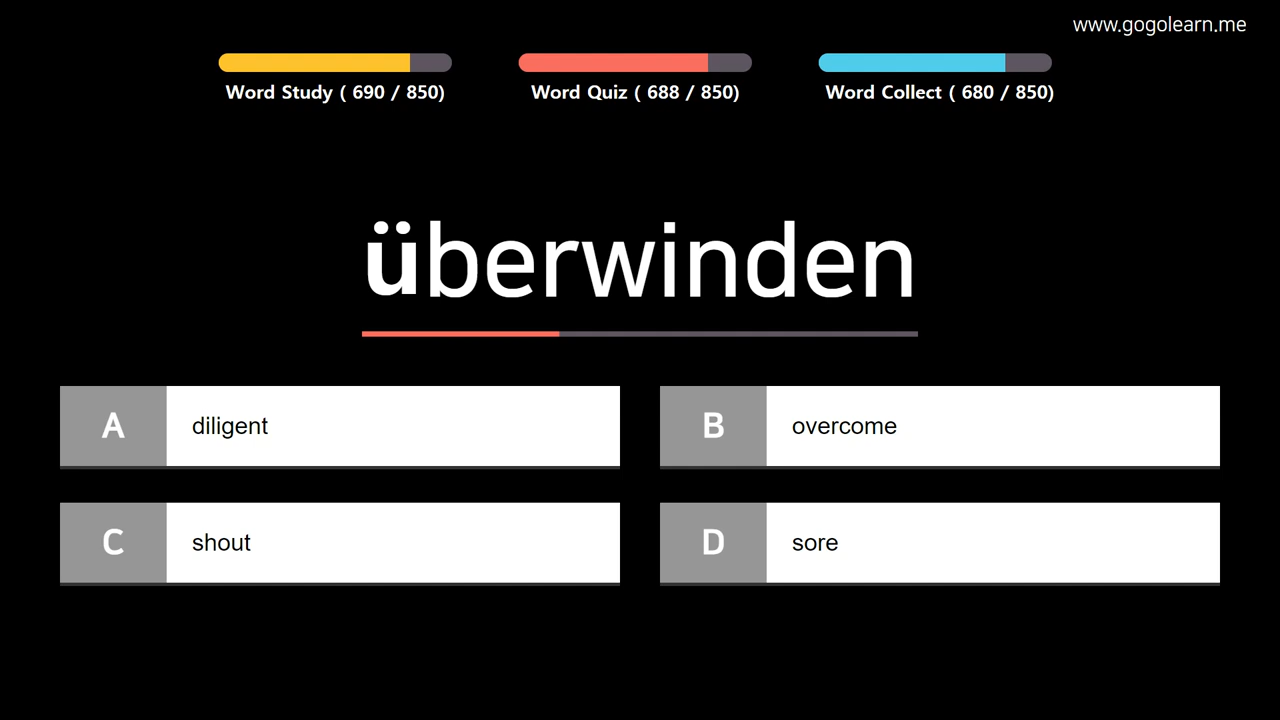 www.gogolearn.me
Word Study ( 690 / 850)
Word Quiz ( 688 / 850)
Word Collect ( 680 / 850)
überwinden
A diligent
B overcome
C shout
D sore